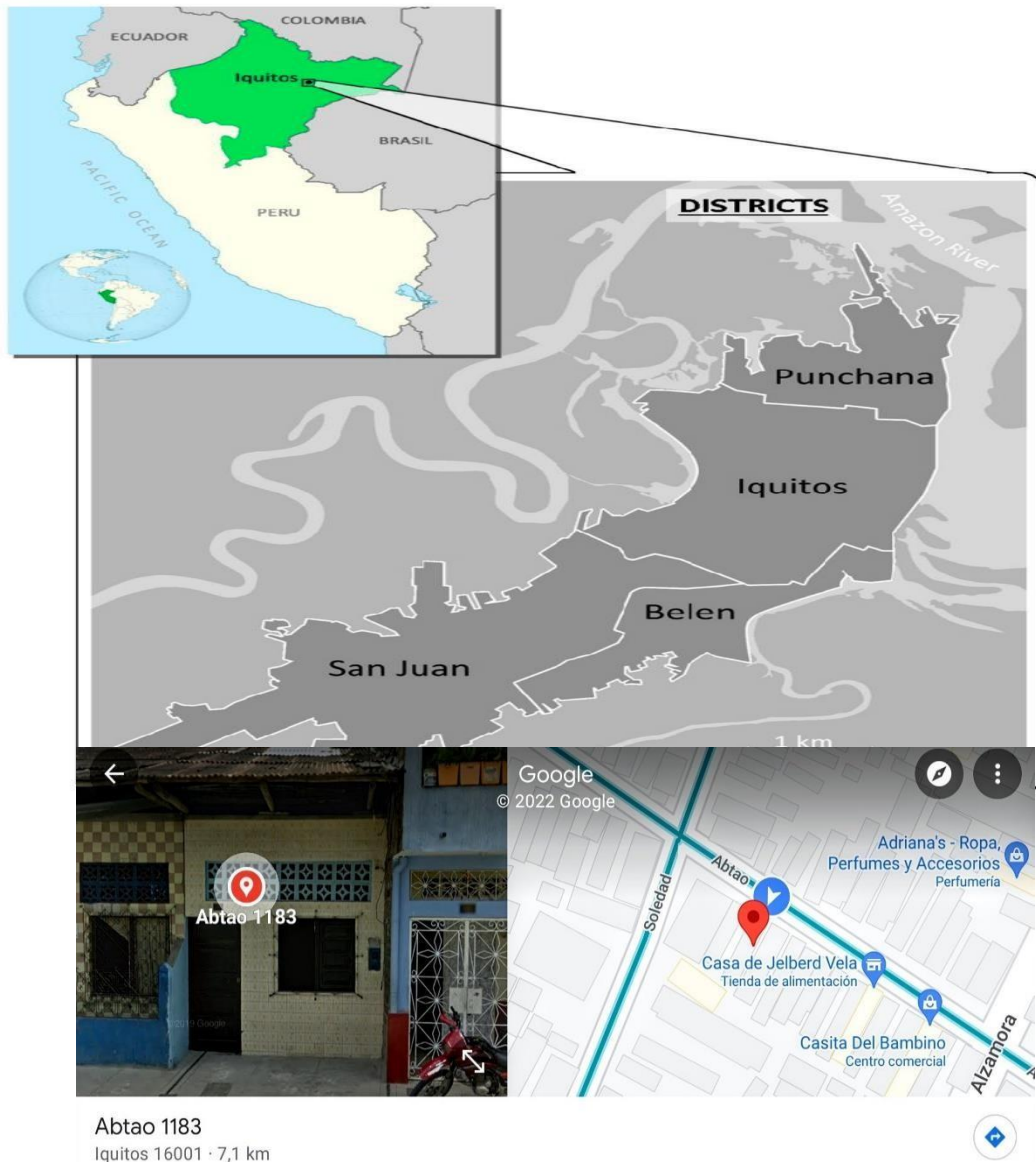 COLOMBIA
ECUADOR
Iquitos
BRASIL
PACIFIC OCEAN
PERU
DISTRICTS
Amazon River
Punchana
Iquitos
Belen
San Juan
1 km
Google
© 2022 Google
Abtao 1183
©2019 Google
Abtao
Soledad
Adriana's - Ropa,
Perfumes y Accesorios
Perfumería
Casa de Jelberd Vela
Tienda de alimentación
Casita Del Bambino
Centro comercial
Alzamora
Abtao 1183
Iquitos 16001 · 7,1 km